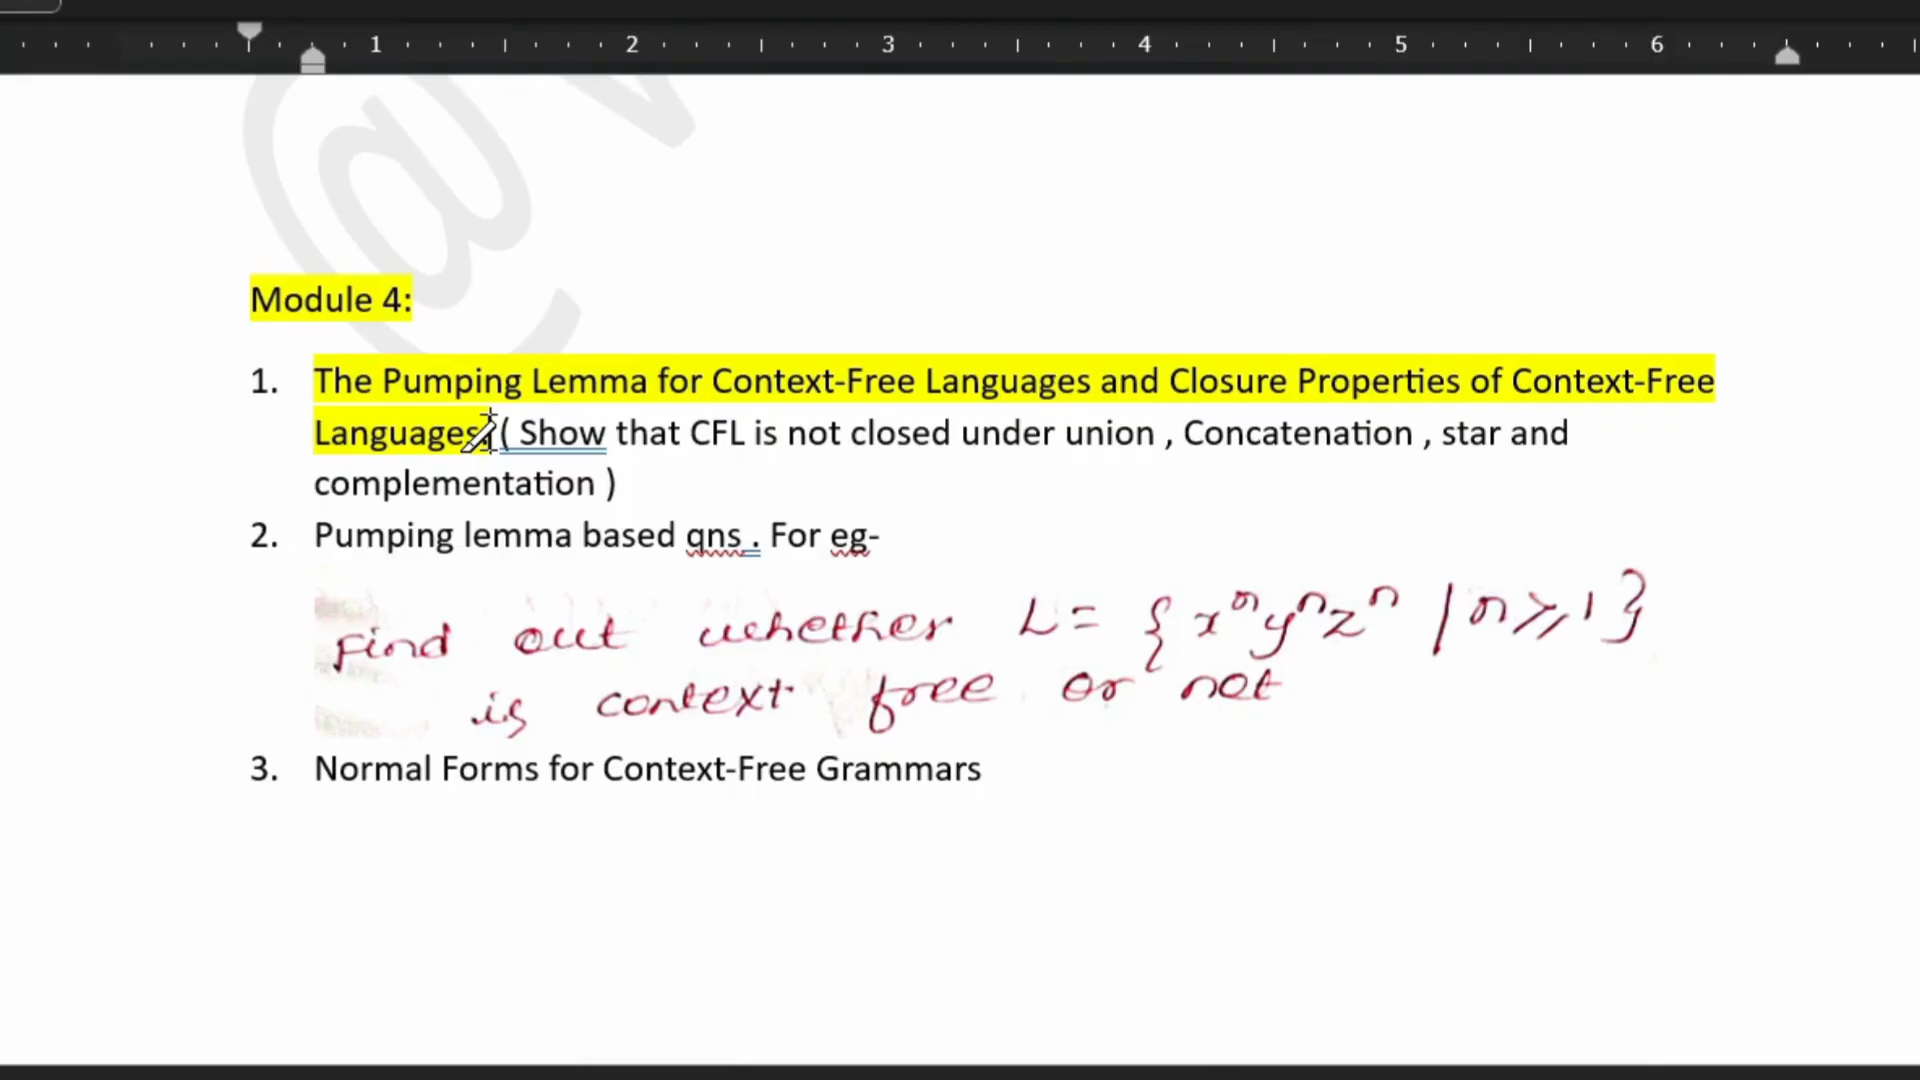 1 2 3 4 5 6
Module 4:
1. The Pumping Lemma for Context-Free Languages and Closure Properties of Context-Free
Languages ( Show that CFL is not closed under union , Concatenation , star and
complementation )
2. Pumping lemma based qns . For eg-
Find out whether L = { xⁿyⁿzⁿ | n ⩾ 1 }
is context free or not
3. Normal Forms for Context-Free Grammars